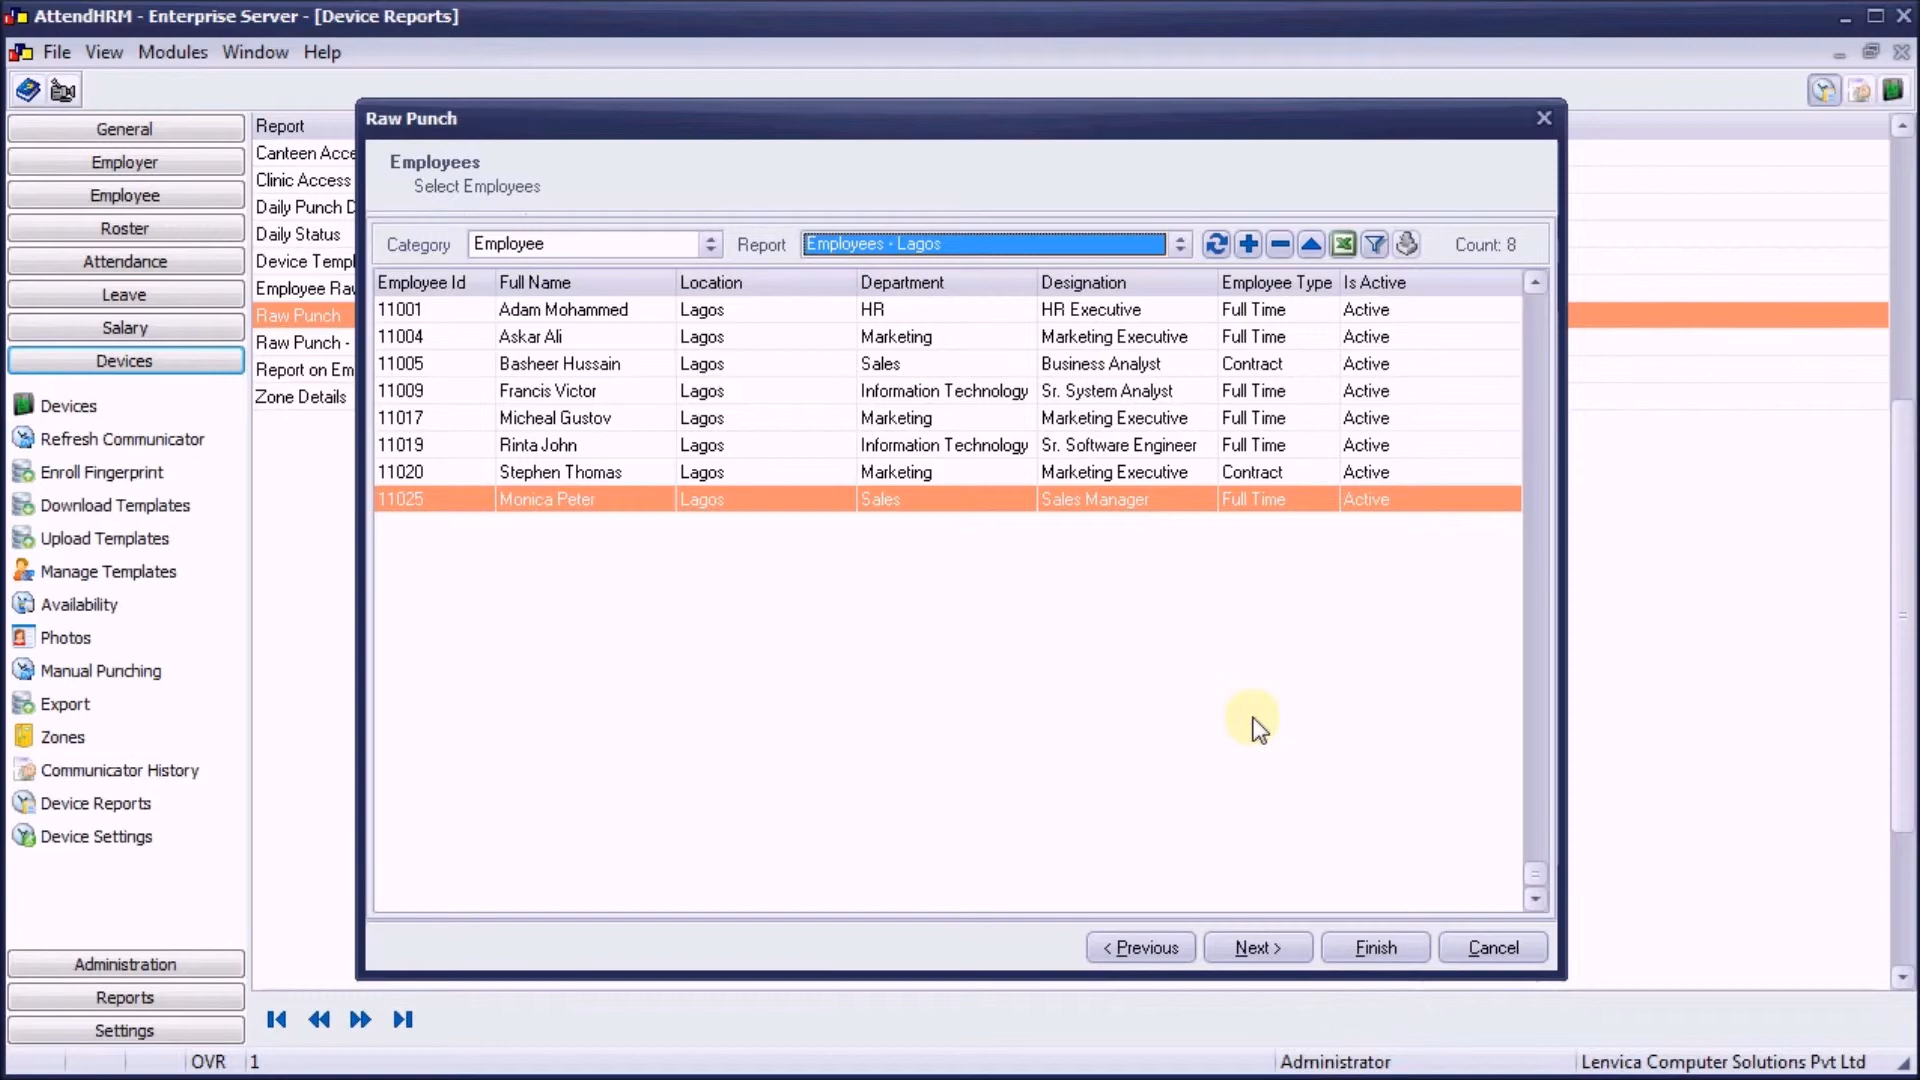 AttendHRM - Enterprise Server - [Device Reports]
File View Modules Window Help
General
Employer
Employee
Roster
Attendance
Leave
Salary
Devices
Devices
Refresh Communicator
Enroll Fingerprint
Download Templates
Upload Templates
Manage Templates
Availability
Photos
Manual Punching
Export
Zones
Communicator History
Device Reports
Device Settings
Administration
Reports
Settings
Report
Canteen Acce
Clinic Access
Daily Punch D
Daily Status
Device Templ
Employee Rav
Raw Punch
Raw Punch -
Report on Em
Zone Details
Raw Punch
Employees
Select Employees
Category Employee Report Employees - Lagos Count: 8
Employee Id Full Name Location Department Designation Employee Type Is Active
11001 Adam Mohammed Lagos HR HR Executive Full Time Active
11004 Askar Ali Lagos Marketing Marketing Executive Full Time Active
11005 Basheer Hussain Lagos Sales Business Analyst Contract Active
11009 Francis Victor Lagos Information Technology Sr. System Analyst Full Time Active
11017 Micheal Gustov Lagos Marketing Marketing Executive Full Time Active
11019 Rinta John Lagos Information Technology Sr. Software Engineer Full Time Active
11020 Stephen Thomas Lagos Marketing Marketing Executive Contract Active
11025 Monica Peter Lagos Sales Sales Manager Full Time Active
< Previous Next > Finish Cancel
OVR 1 Administrator Lenvica Computer Solutions Pvt Ltd